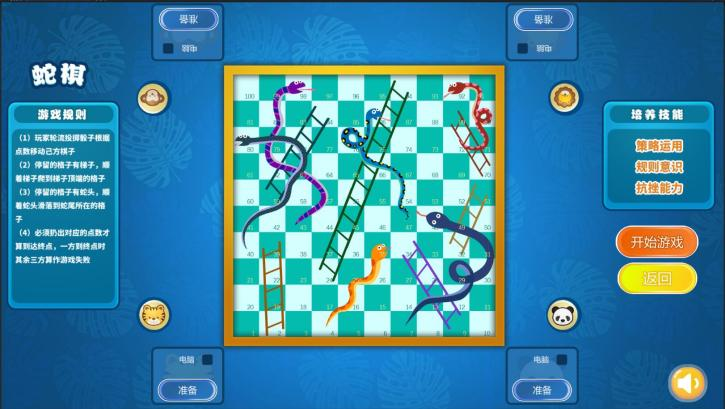 准备
电脑
准备
电脑
蛇棋
游戏规则
（1）玩家轮流投掷骰子根据
点数移动己方棋子
（2）停留的格子有梯子，顺
着梯子爬到梯子顶端的格子
（3）停留的格子有蛇头，顺
着蛇头滑落到蛇尾所在的格
子
（4）必须扔出对应的点数才
算到达终点，一方到终点时
其余三方算作游戏失败
培养技能
策略运用
规则意识
抗挫能力
开始游戏
返回
电脑
准备
电脑
准备